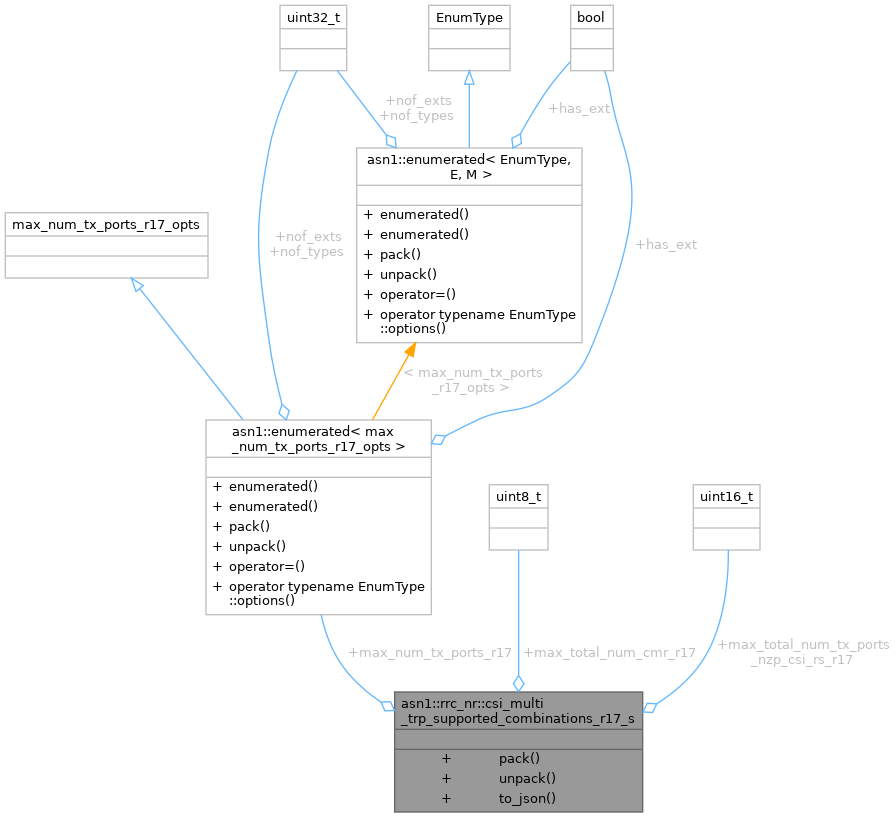 uint32_t
EnumType
bool
+nof_exts
+nof_types
+has_ext
asn1::enumerated< EnumType,
E, M >
+ enumerated()
+ enumerated()
+ pack()
+ unpack()
+ operator=()
+ operator typename EnumType
::options()
max_num_tx_ports_r17_opts
+nof_exts
+nof_types
+has_ext
< max_num_tx_ports
_r17_opts >
asn1::enumerated< max
_num_tx_ports_r17_opts >
+ enumerated()
+ enumerated()
+ pack()
+ unpack()
+ operator=()
+ operator typename EnumType
::options()
uint8_t
uint16_t
+max_num_tx_ports_r17
+max_total_num_cmr_r17
+max_total_num_tx_ports
_nzp_csi_rs_r17
asn1::rrc_nr::csi_multi
_trp_supported_combinations_r17_s
+ pack()
+ unpack()
+ to_json()